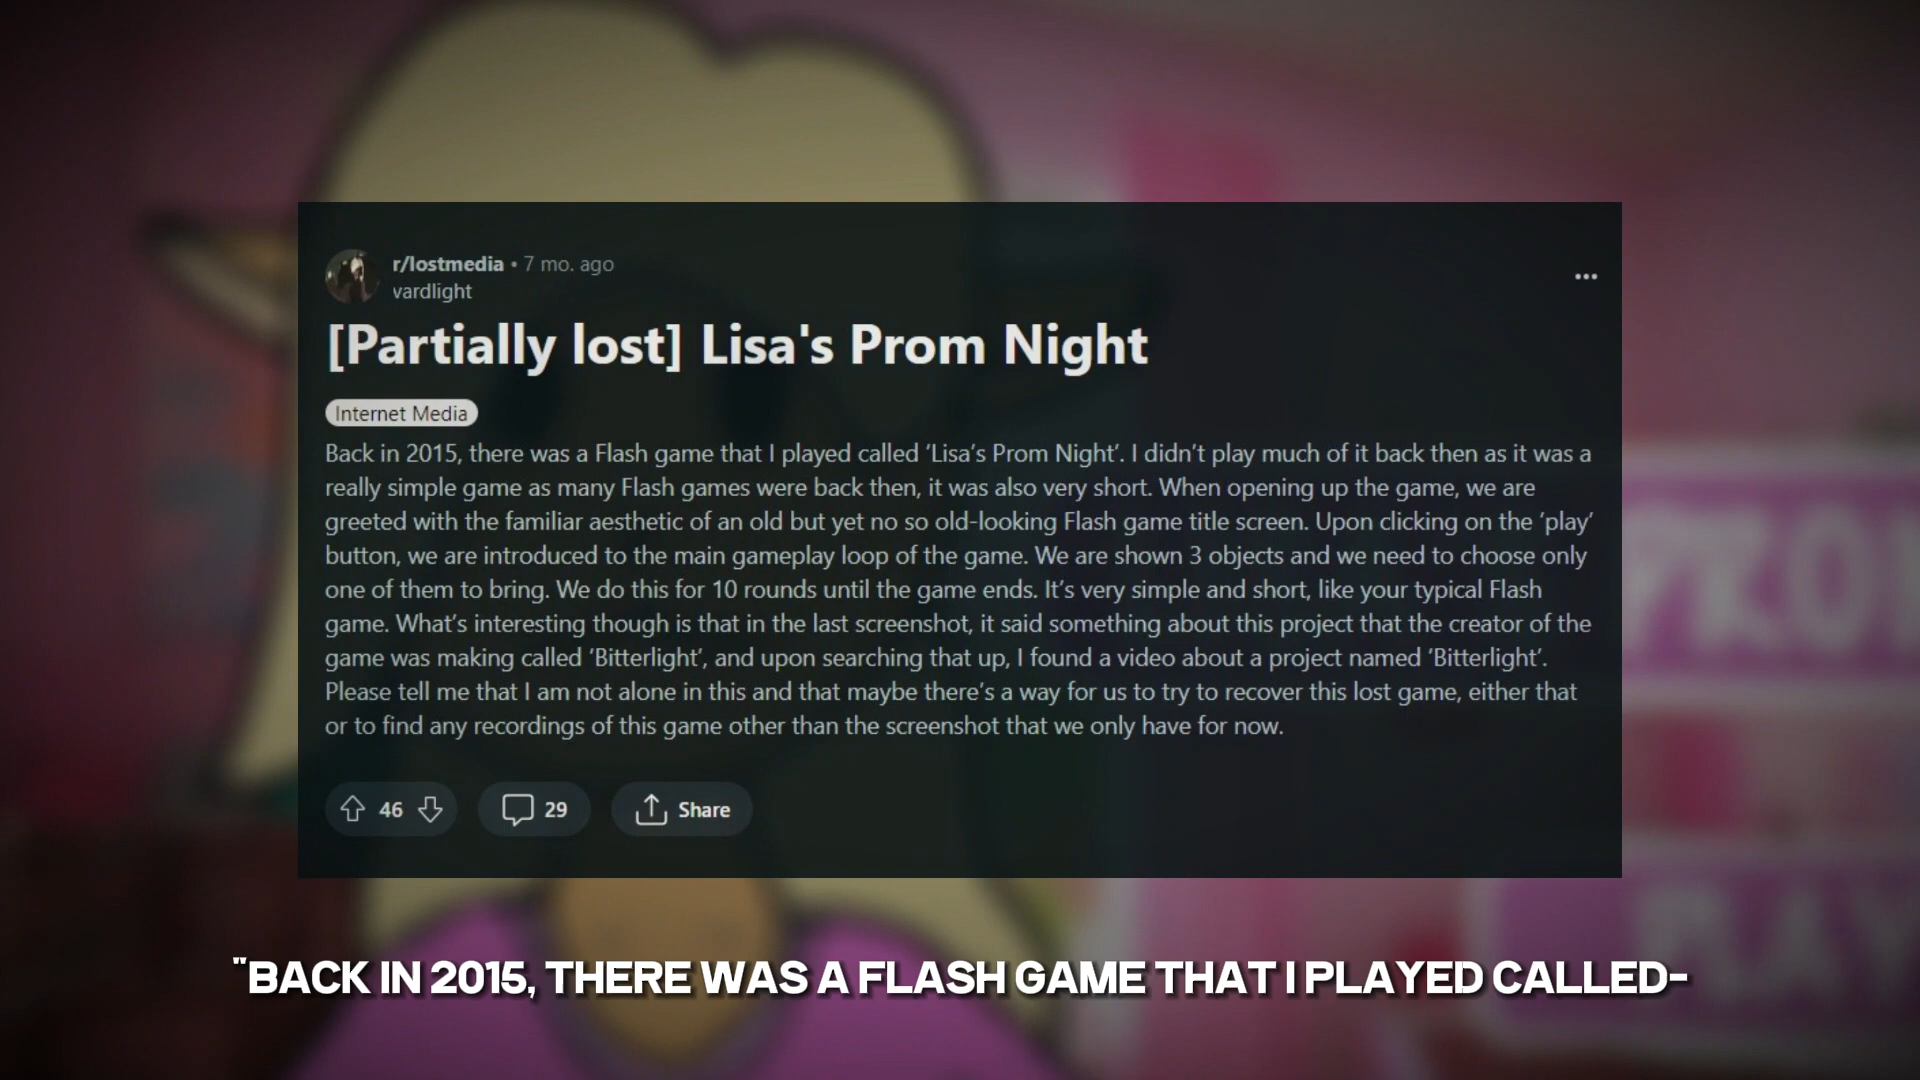 r/lostmedia • 7 mo. ago
vardlight
[Partially lost] Lisa's Prom Night
Internet Media
Back in 2015, there was a Flash game that I played called ‘Lisa’s Prom Night’. I didn’t play much of it back then as it was a
really simple game as many Flash games were back then, it was also very short. When opening up the game, we are
greeted with the familiar aesthetic of an old but yet no so old-looking Flash game title screen. Upon clicking on the ‘play’
button, we are introduced to the main gameplay loop of the game. We are shown 3 objects and we need to choose only
one of them to bring. We do this for 10 rounds until the game ends. It’s very simple and short, like your typical Flash
game. What’s interesting though is that in the last screenshot, it said something about this project that the creator of the
game was making called ‘Bitterlight’, and upon searching that up, I found a video about a project named ‘Bitterlight’.
Please tell me that I am not alone in this and that maybe there’s a way for us to try to recover this lost game, either that
or to find any recordings of this game other than the screenshot that we only have for now.
46
29
Share
"BACK IN 2015, THERE WAS A FLASH GAME THAT I PLAYED CALLED-